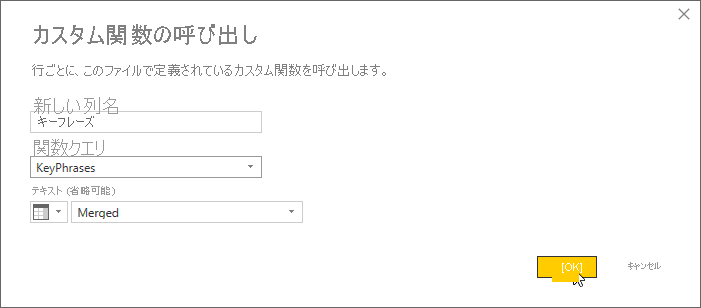 カスタム関数の呼び出し
行ごとに、このファイルで定義されているカスタム関数を呼び出します。
新しい列名
キーフレーズ
関数クエリ
KeyPhrases
テキスト (省略可能)
Merged
[OK]
キャンセル